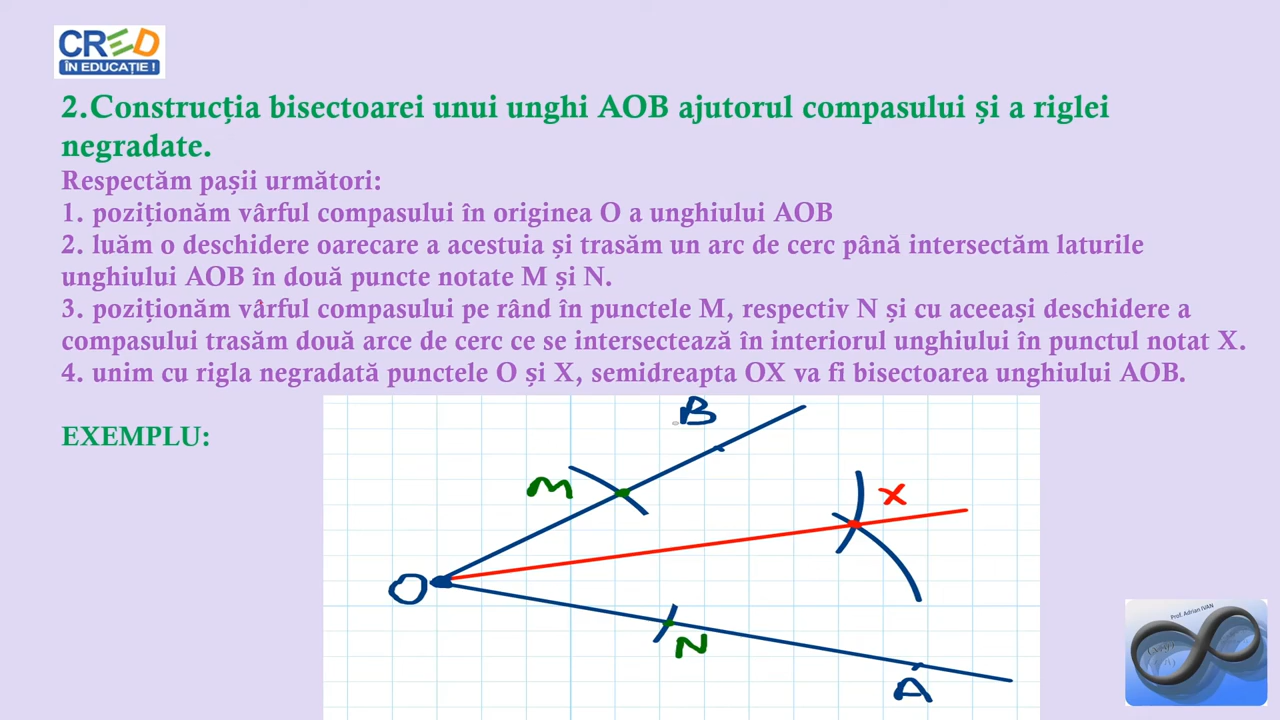 CRED
ÎN EDUCAȚIE !
2.Construcția bisectoarei unui unghi AOB ajutorul compasului și a riglei
negradate.
Respectăm pașii următori:
1. poziționăm vârful compasului în originea O a unghiului AOB
2. luăm o deschidere oarecare a acestuia și trasăm un arc de cerc până intersectăm laturile
unghiului AOB în două puncte notate M și N.
3. poziționăm vârful compasului pe rând în punctele M, respectiv N și cu aceeași deschidere a
compasului trasăm două arce de cerc ce se intersectează în interiorul unghiului în punctul notat X.
4. unim cu rigla negradată punctele O și X, semidreapta OX va fi bisectoarea unghiului AOB.
EXEMPLU:
B
M
X
O
N
A
Prof. Adrian IVAN